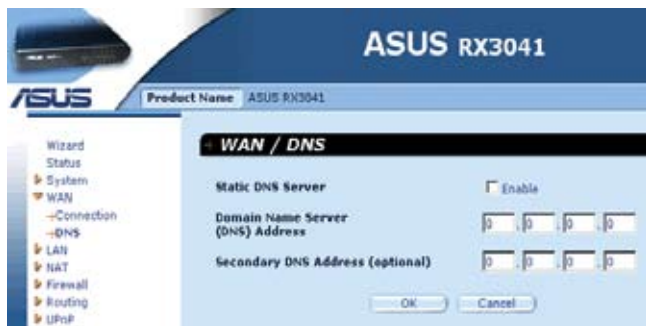 ASUS RX3041
ASUS
Product Name ASUS RX3041
Wizard
Status
System
WAN
Connection
DNS
LAN
NAT
Firewall
Routing
UPnP
WAN / DNS
Static DNS Server Enable
Domain Name Server
(DNS) Address 0 . 0 . 0 . 0
Secondary DNS Address (optional) 0 . 0 . 0 . 0
OK Cancel